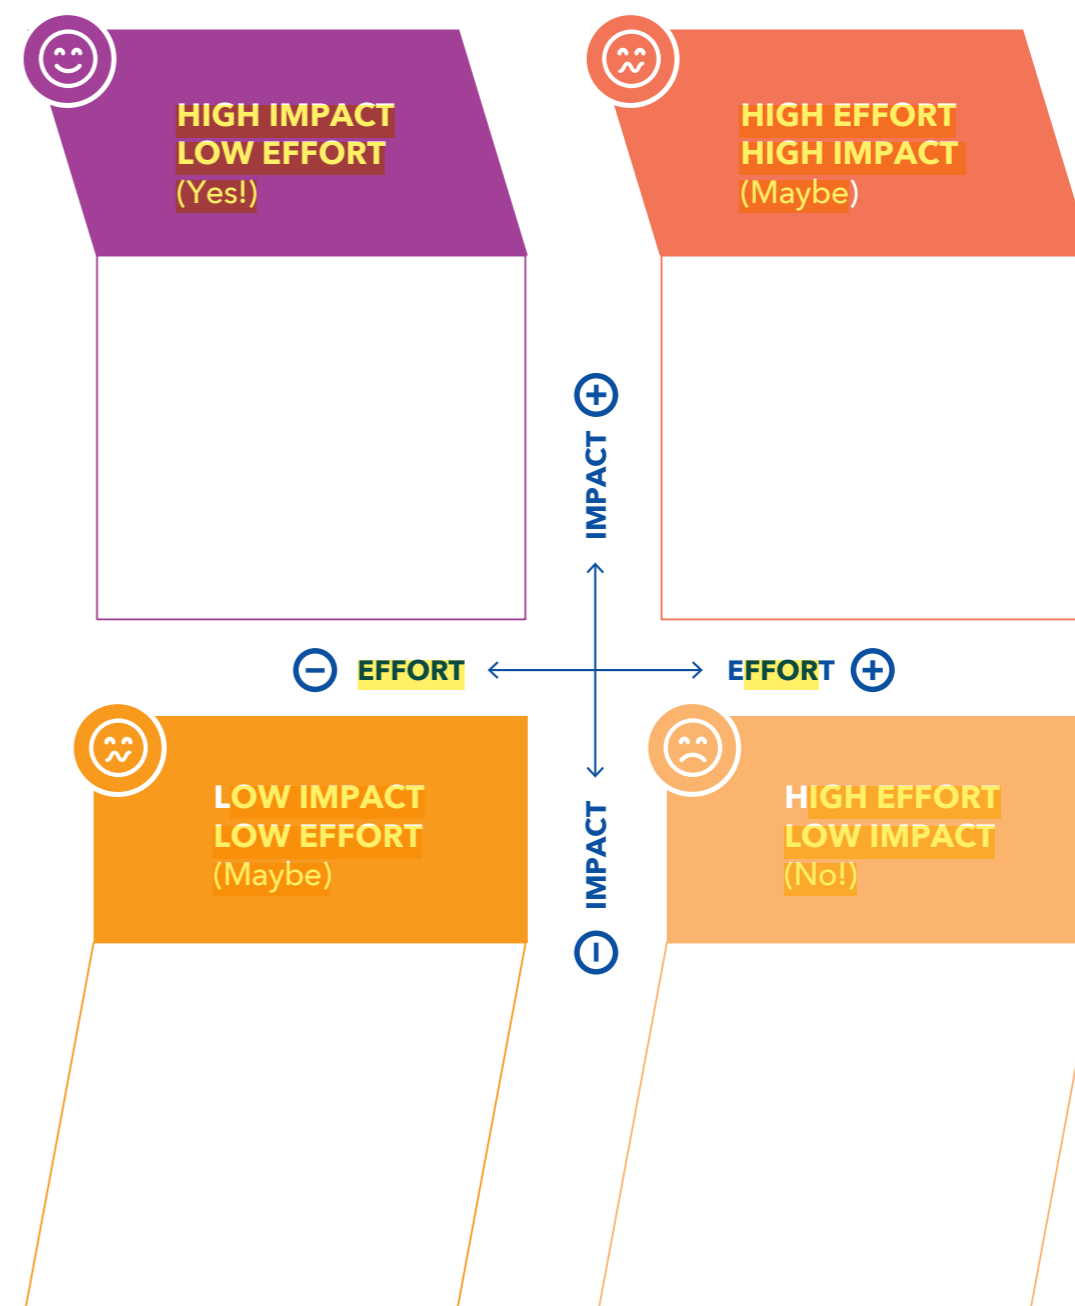 HIGH IMPACT
LOW EFFORT
(Yes!)
HIGH EFFORT
HIGH IMPACT
(Maybe)
IMPACT
EFFORT
EFFORT
IMPACT
LOW IMPACT
LOW EFFORT
(Maybe)
HIGH EFFORT
LOW IMPACT
(No!)